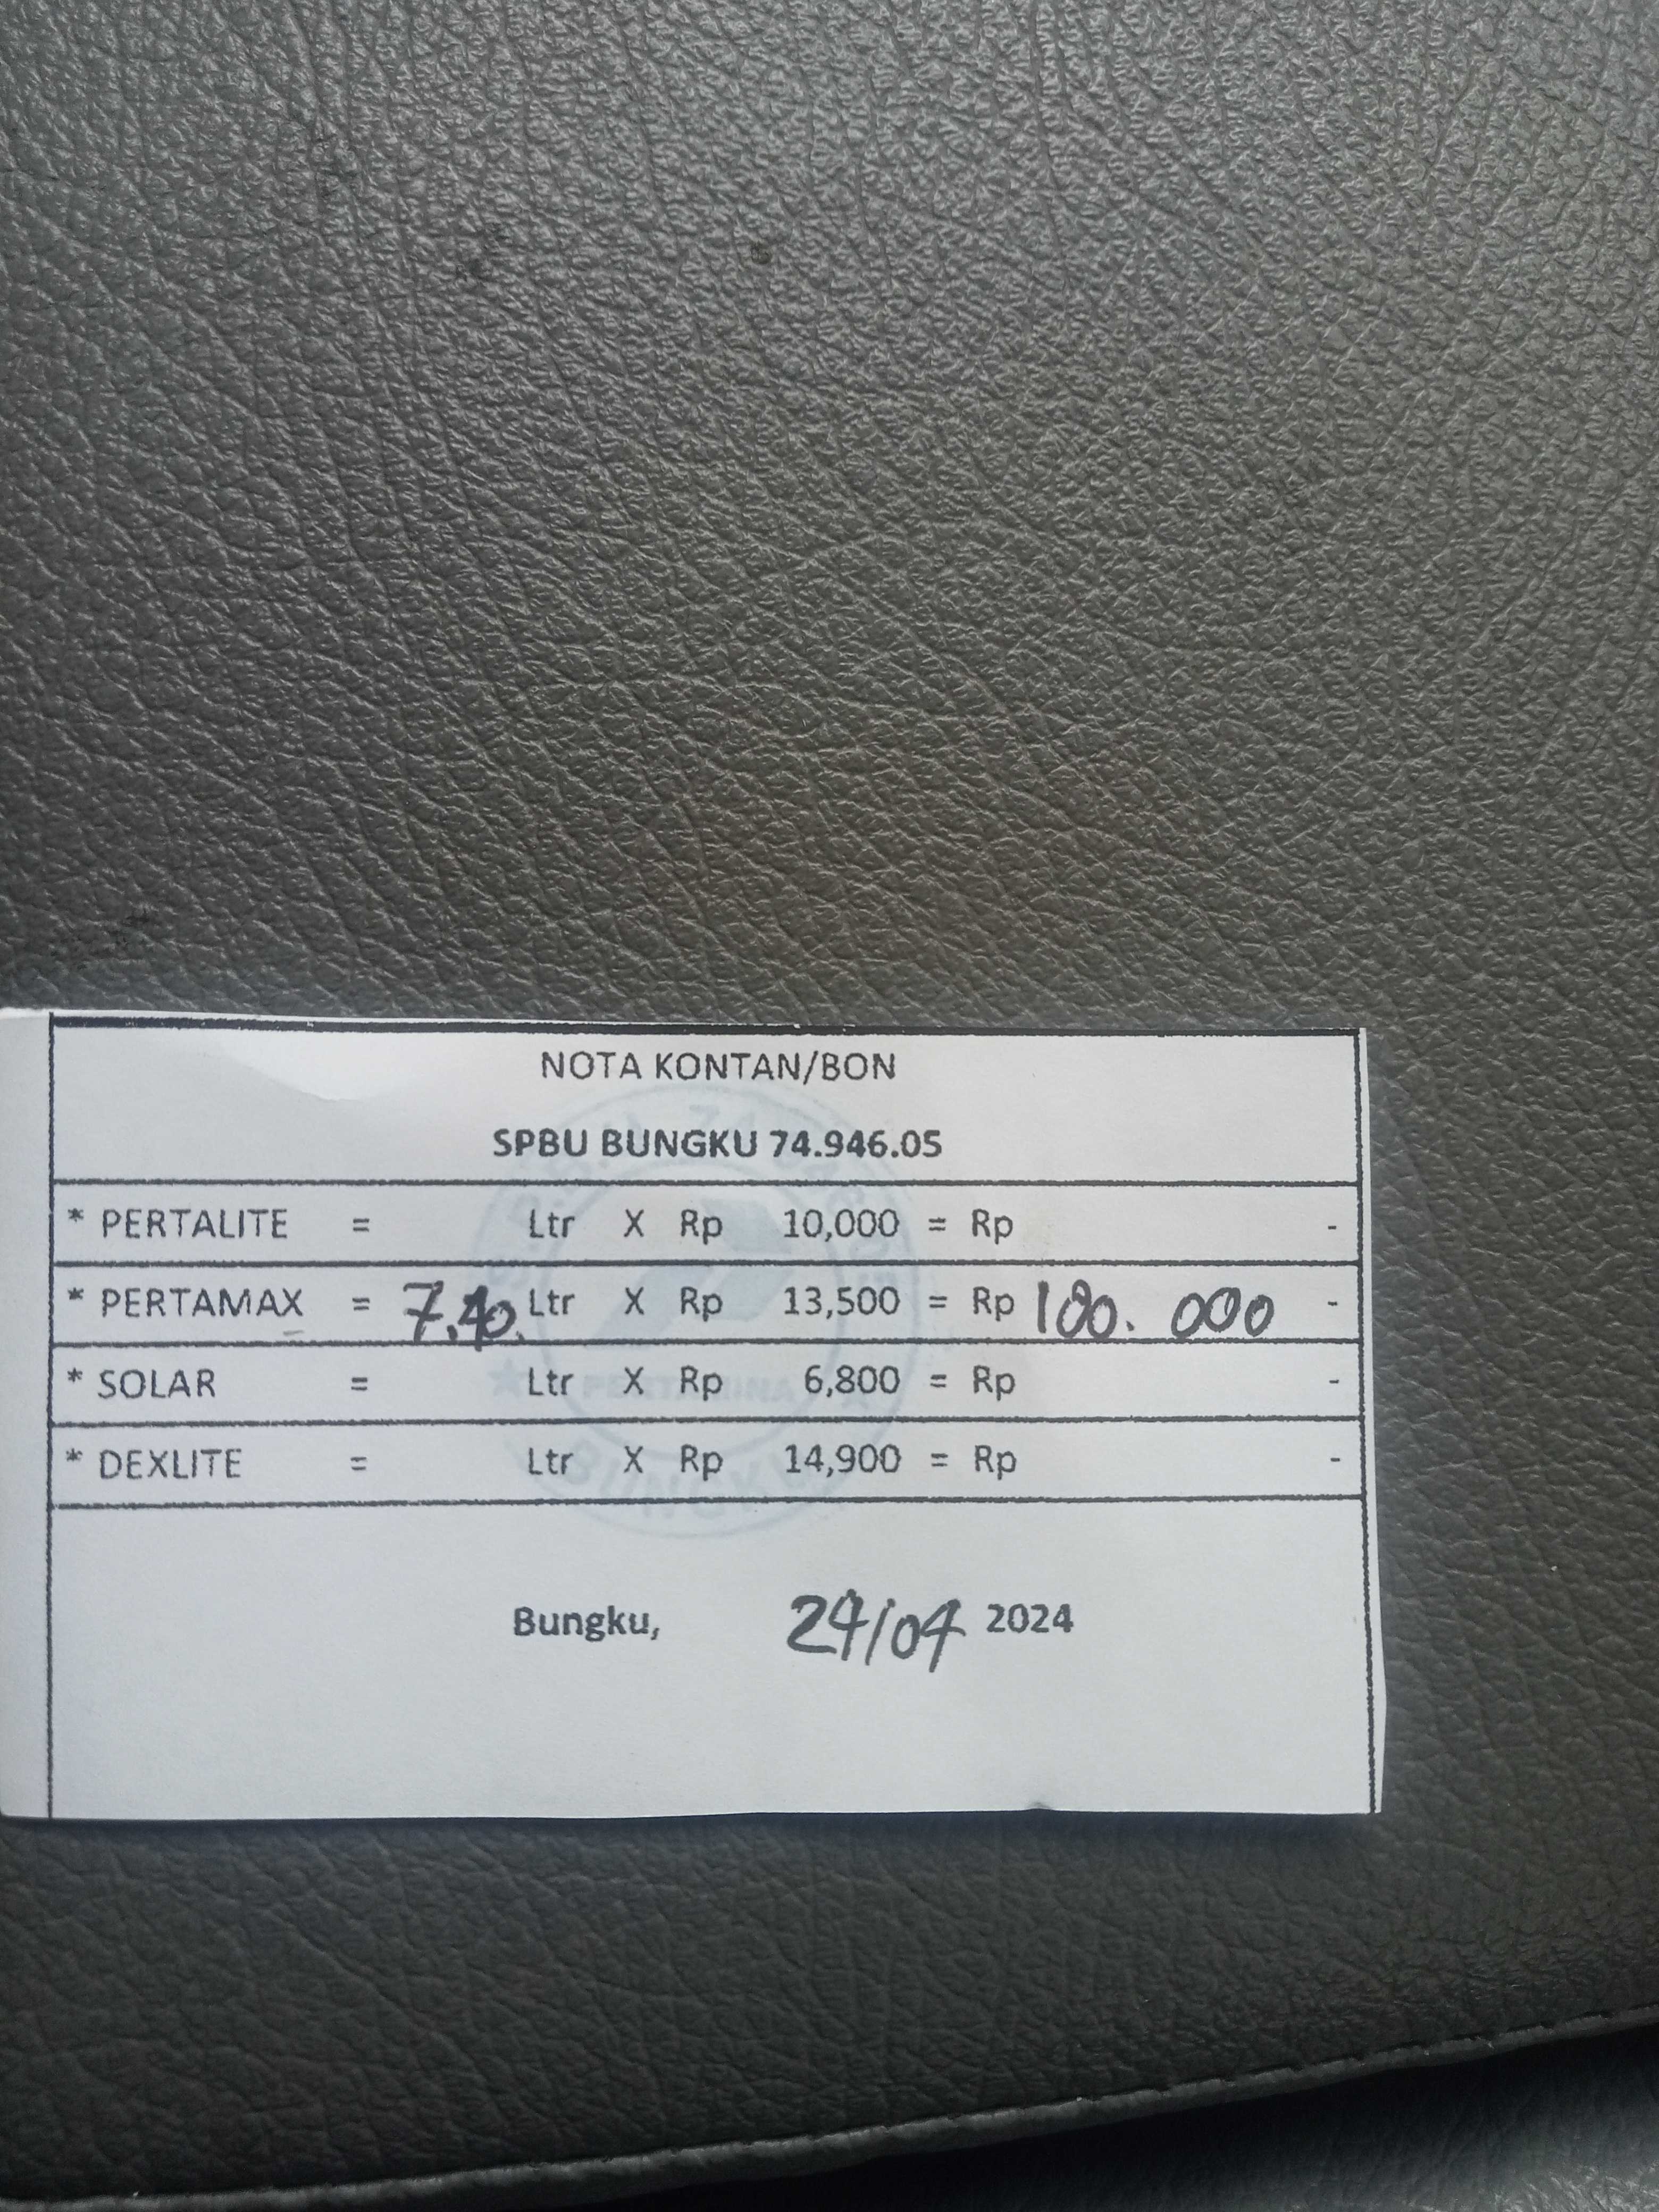 NOTA KONTAN/BON
SPBU BUNGKU 74.946.05
* PERTALITE = Ltr X Rp 10,000 = Rp -
* PERTAMAX = 7,40. Ltr X Rp 13,500 = Rp 100.000 -
* SOLAR = Ltr X Rp 6,800 = Rp -
* DEXLITE = Ltr X Rp 14,900 = Rp -
Bungku, 24/04 2024
PERTAMINA
BUNGKU